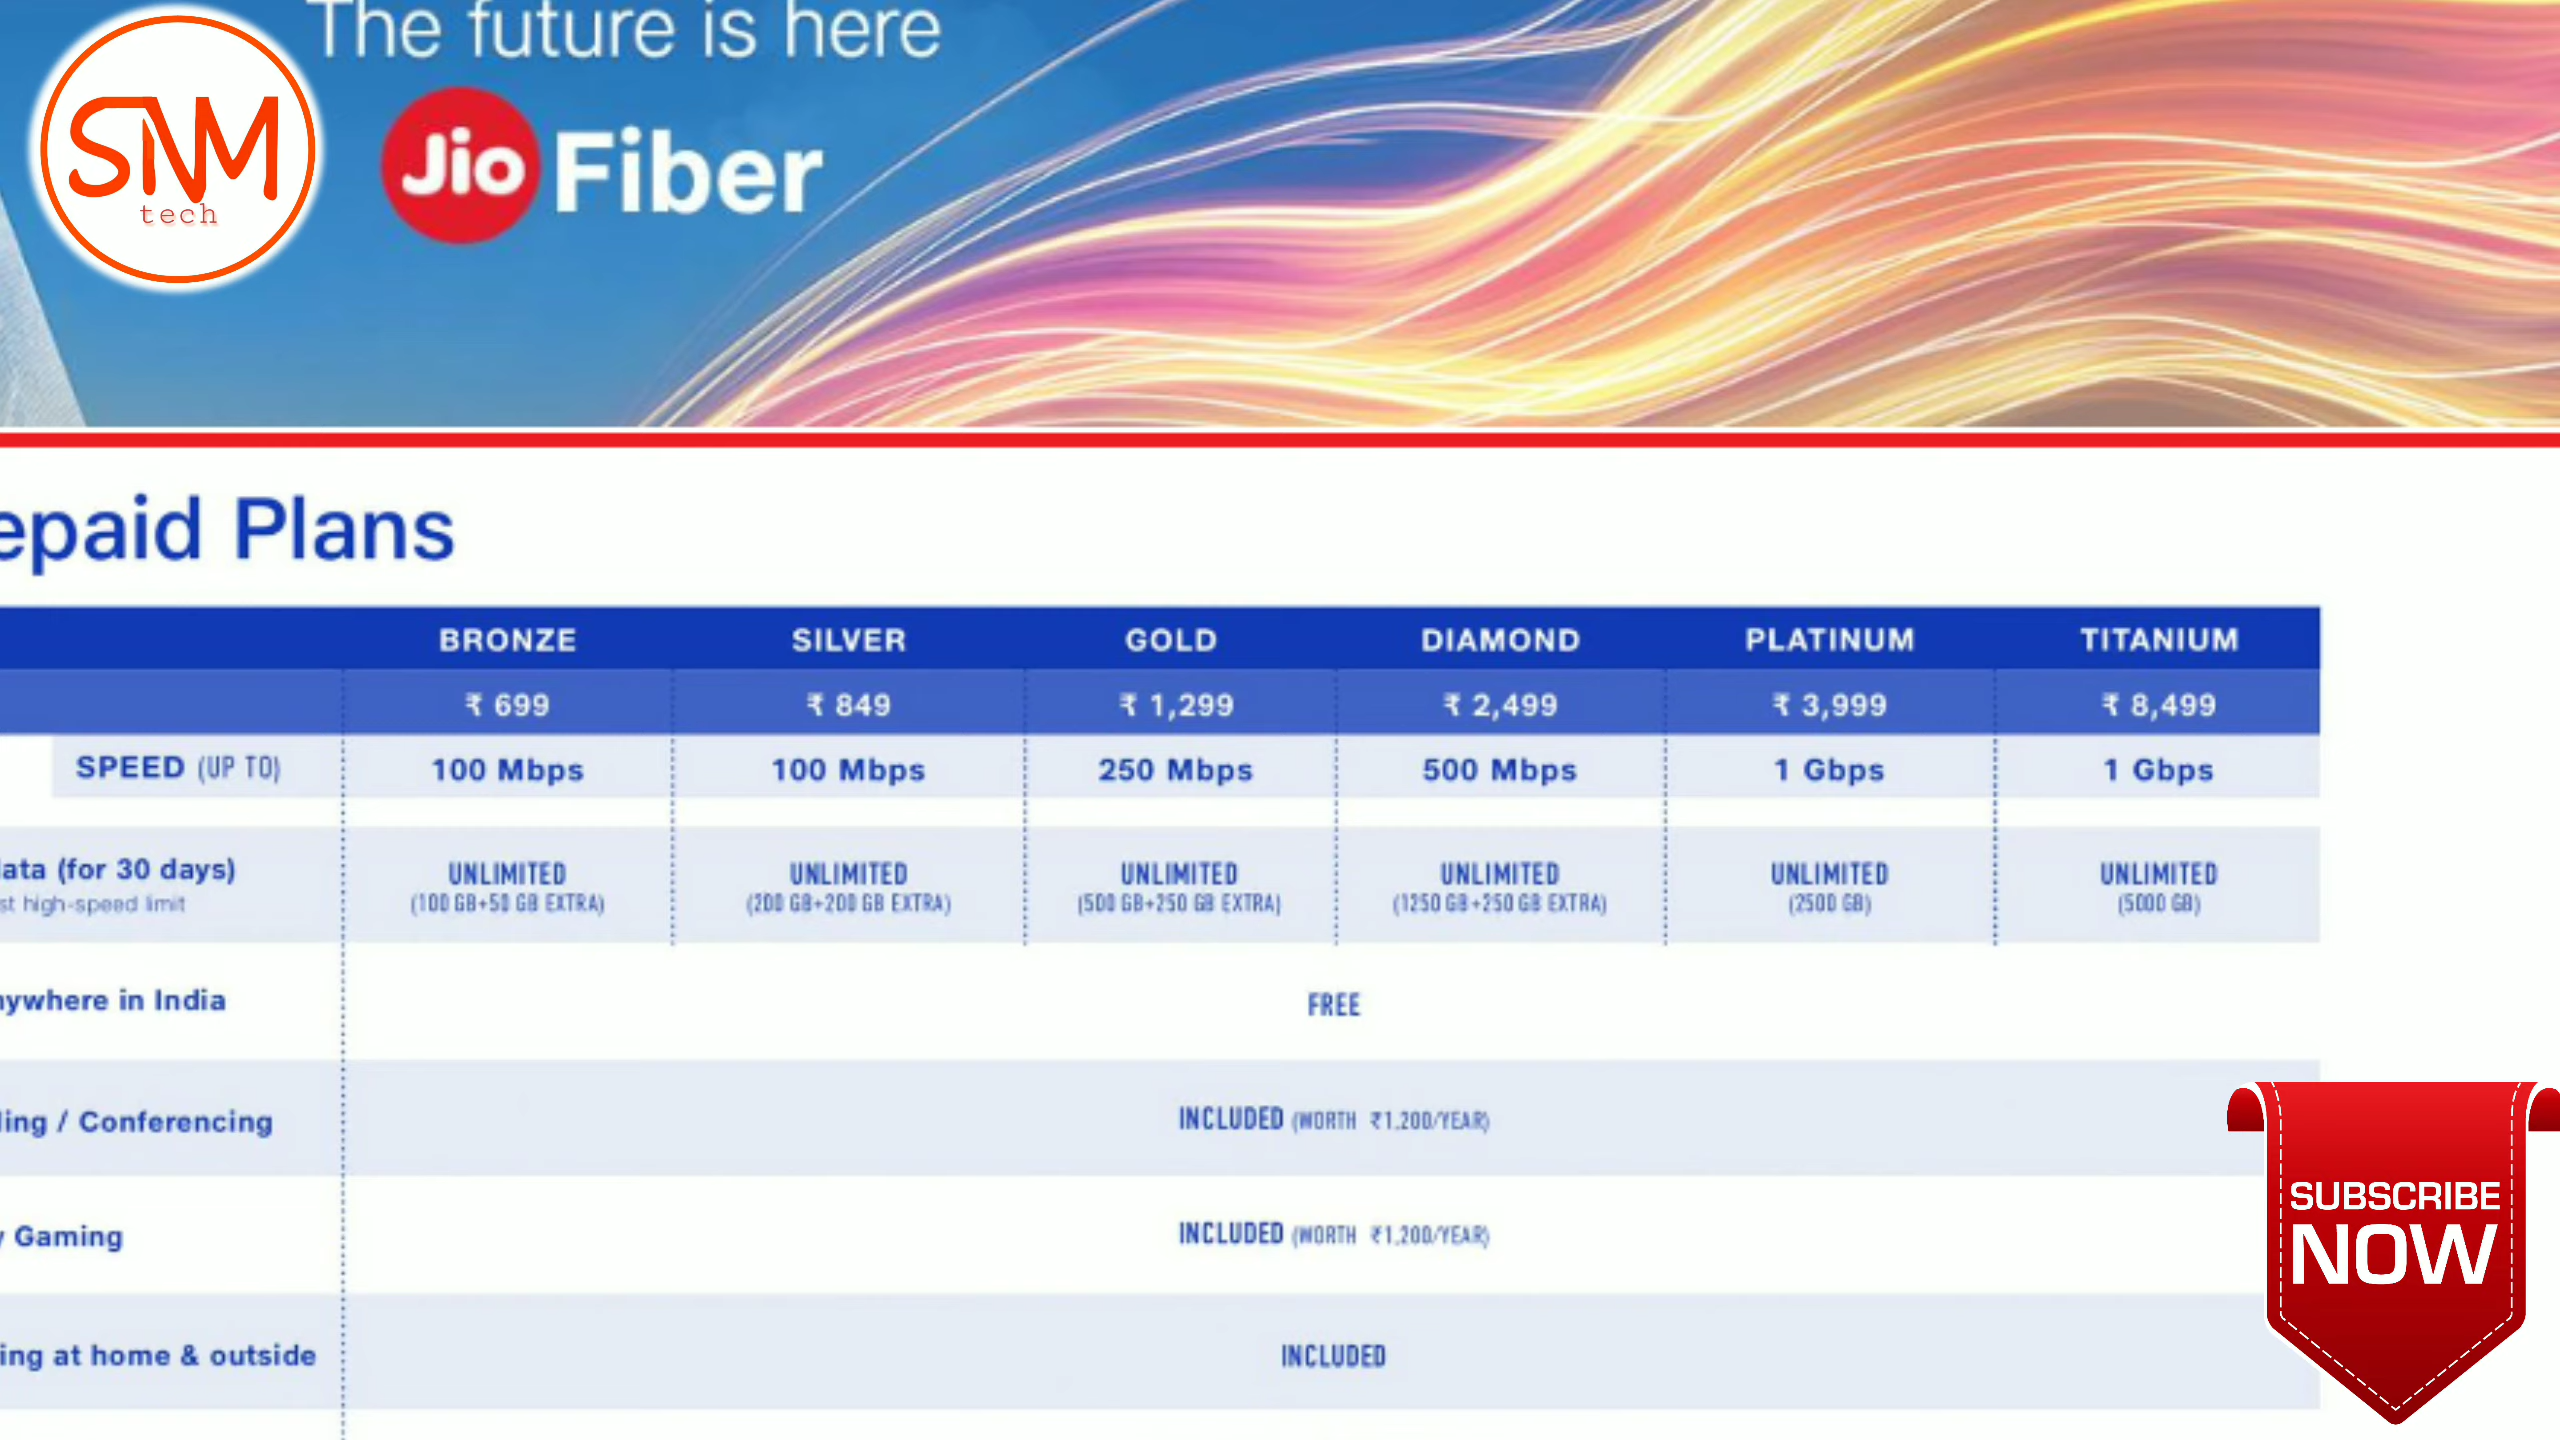 The future is here
SNM
tech
Jio Fiber
epaid Plans
BRONZE SILVER GOLD DIAMOND PLATINUM TITANIUM
₹ 699 ₹ 849 ₹ 1,299 ₹ 2,499 ₹ 3,999 ₹ 8,499
SPEED (UP TO) 100 Mbps 100 Mbps 250 Mbps 500 Mbps 1 Gbps 1 Gbps
ata (for 30 days) UNLIMITED UNLIMITED UNLIMITED UNLIMITED UNLIMITED UNLIMITED
st high-speed limit (100 GB+50 GB EXTRA) (200 GB+200 GB EXTRA) (500 GB+250 GB EXTRA) (1250 GB+250 GB EXTRA) (2500 GB) (5000 GB)
ywhere in India FREE
ling / Conferencing INCLUDED (WORTH ₹1,200/YEAR)
y Gaming INCLUDED (WORTH ₹1,200/YEAR)
ing at home & outside INCLUDED
SUBSCRIBE
NOW